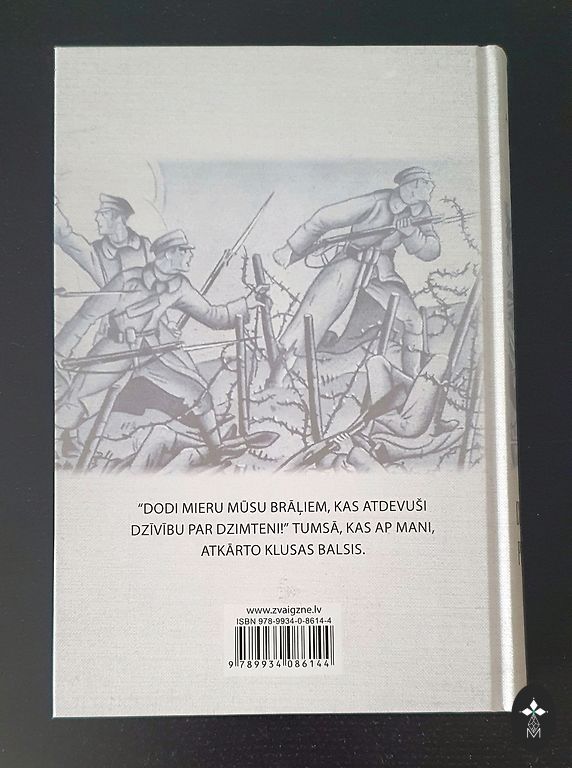 “DODI MIERU MŪSU BRĀĻIEM, KAS ATDEVUŠI
DZĪVĪBU PAR DZIMTENI!” TUMSĀ, KAS AP MANI,
ATKĀRTO KLUSAS BALSIS.
www.zvaigzne.lv
ISBN 978-9934-0-8614-4
9 789934 086144
M